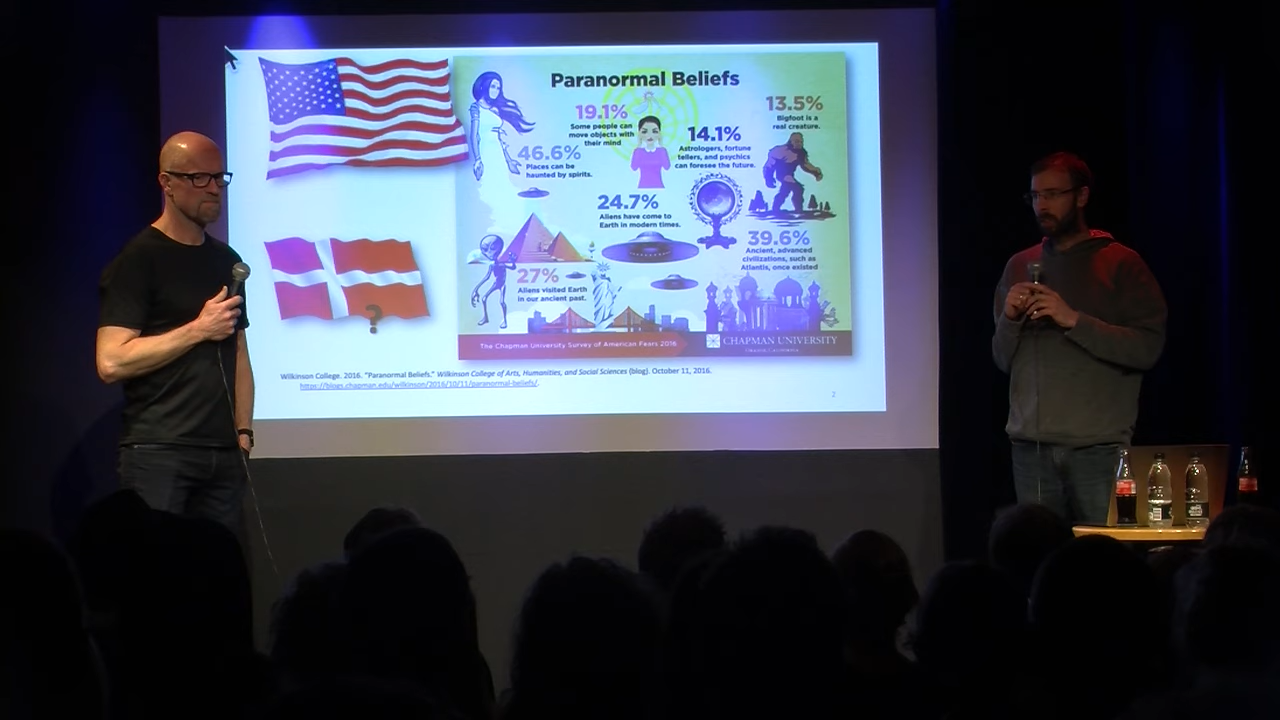 Paranormal Beliefs
19.1%
Some people can
move objects with
their mind
13.5%
Bigfoot is a
real creature.
46.6%
Places can be
haunted by spirits.
14.1%
Astrologers, fortune
tellers, and psychics
can foresee the future.
24.7%
Aliens have come to
Earth in modern times.
39.6%
Ancient, advanced
civilizations, such as
Atlantis, once existed
27%
Aliens visited Earth
in our ancient past.
?
The Chapman University Survey of American Fears 2016
CHAPMAN UNIVERSITY
Wilkinson College. 2016. "Paranormal Beliefs." Wilkinson College of Arts, Humanities, and Social Sciences (blog). October 11, 2016.
https://blogs.chapman.edu/wilkinson/2016/10/11/paranormal-beliefs/.
2